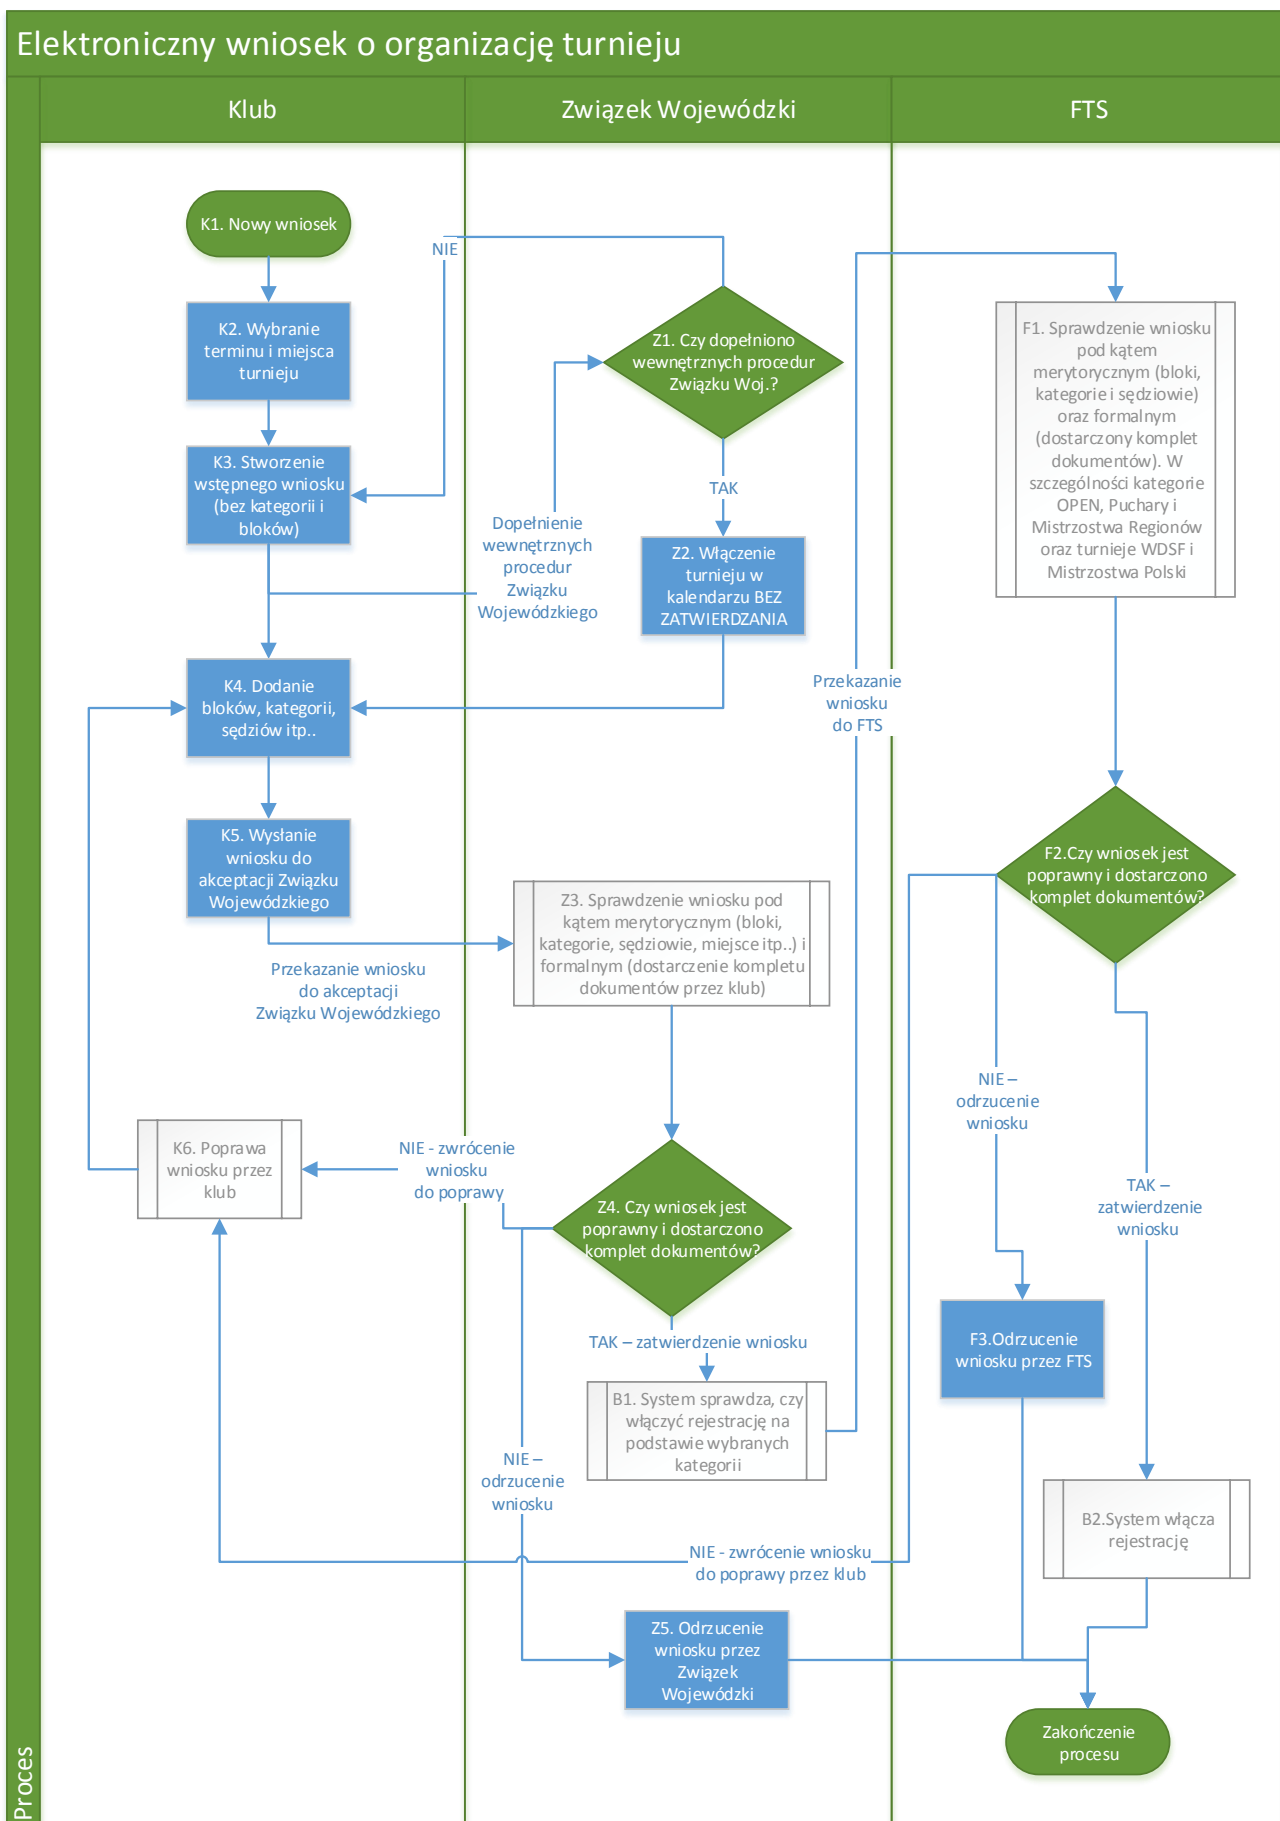 Elektroniczny wniosek o organizację turnieju
Klub
Związek Wojewódzki
FTS
Proces
K1. Nowy wniosek
K2. Wybranie
terminu i miejsca
turnieju
K3. Stworzenie
wstępnego wniosku
(bez kategorii i
bloków)
K4. Dodanie
bloków, kategorii,
sędziów itp..
K5. Wysłanie
wniosku do
akceptacji Związku
Wojewódzkiego
Przekazanie wniosku
do akceptacji
Związku Wojewódzkiego
K6. Poprawa
wniosku przez
klub
NIE
Dopełnienie
wewnętrznych
procedur
Związku
Wojewódzkiego
Z1. Czy dopełniono
wewnętrznych procedur
Związku Woj.?
TAK
Z2. Włączenie
turnieju w
kalendarzu BEZ
ZATWIERDZANIA
Przekazanie
wniosku
do FTS
Z3. Sprawdzenie wniosku pod
kątem merytorycznym (bloki,
kategorie, sędziowie, miejsce itp..) i
formalnym (dostarczenie kompletu
dokumentów przez klub)
NIE - zwrócenie
wniosku
do poprawy
Z4. Czy wniosek jest
poprawny i dostarczono
komplet dokumentów?
TAK – zatwierdzenie wniosku
B1. System sprawdza, czy
włączyć rejestrację na
podstawie wybranych
kategorii
NIE –
odrzucenie
wniosku
NIE - zwrócenie wniosku
do poprawy przez klub
Z5. Odrzucenie
wniosku przez
Związek
Wojewódzki
F1. Sprawdzenie wniosku
pod kątem
merytorycznym (bloki,
kategorie i sędziowie)
oraz formalnym
(dostarczony komplet
dokumentów). W
szczególności kategorie
OPEN, Puchary i
Mistrzostwa Regionów
oraz turnieje WDSF i
Mistrzostwa Polski
F2.Czy wniosek jest
poprawny i dostarczono
komplet dokumentów?
NIE –
odrzucenie
wniosku
TAK –
zatwierdzenie
wniosku
F3.Odrzucenie
wniosku przez FTS
B2.System włącza
rejestrację
Zakończenie
procesu